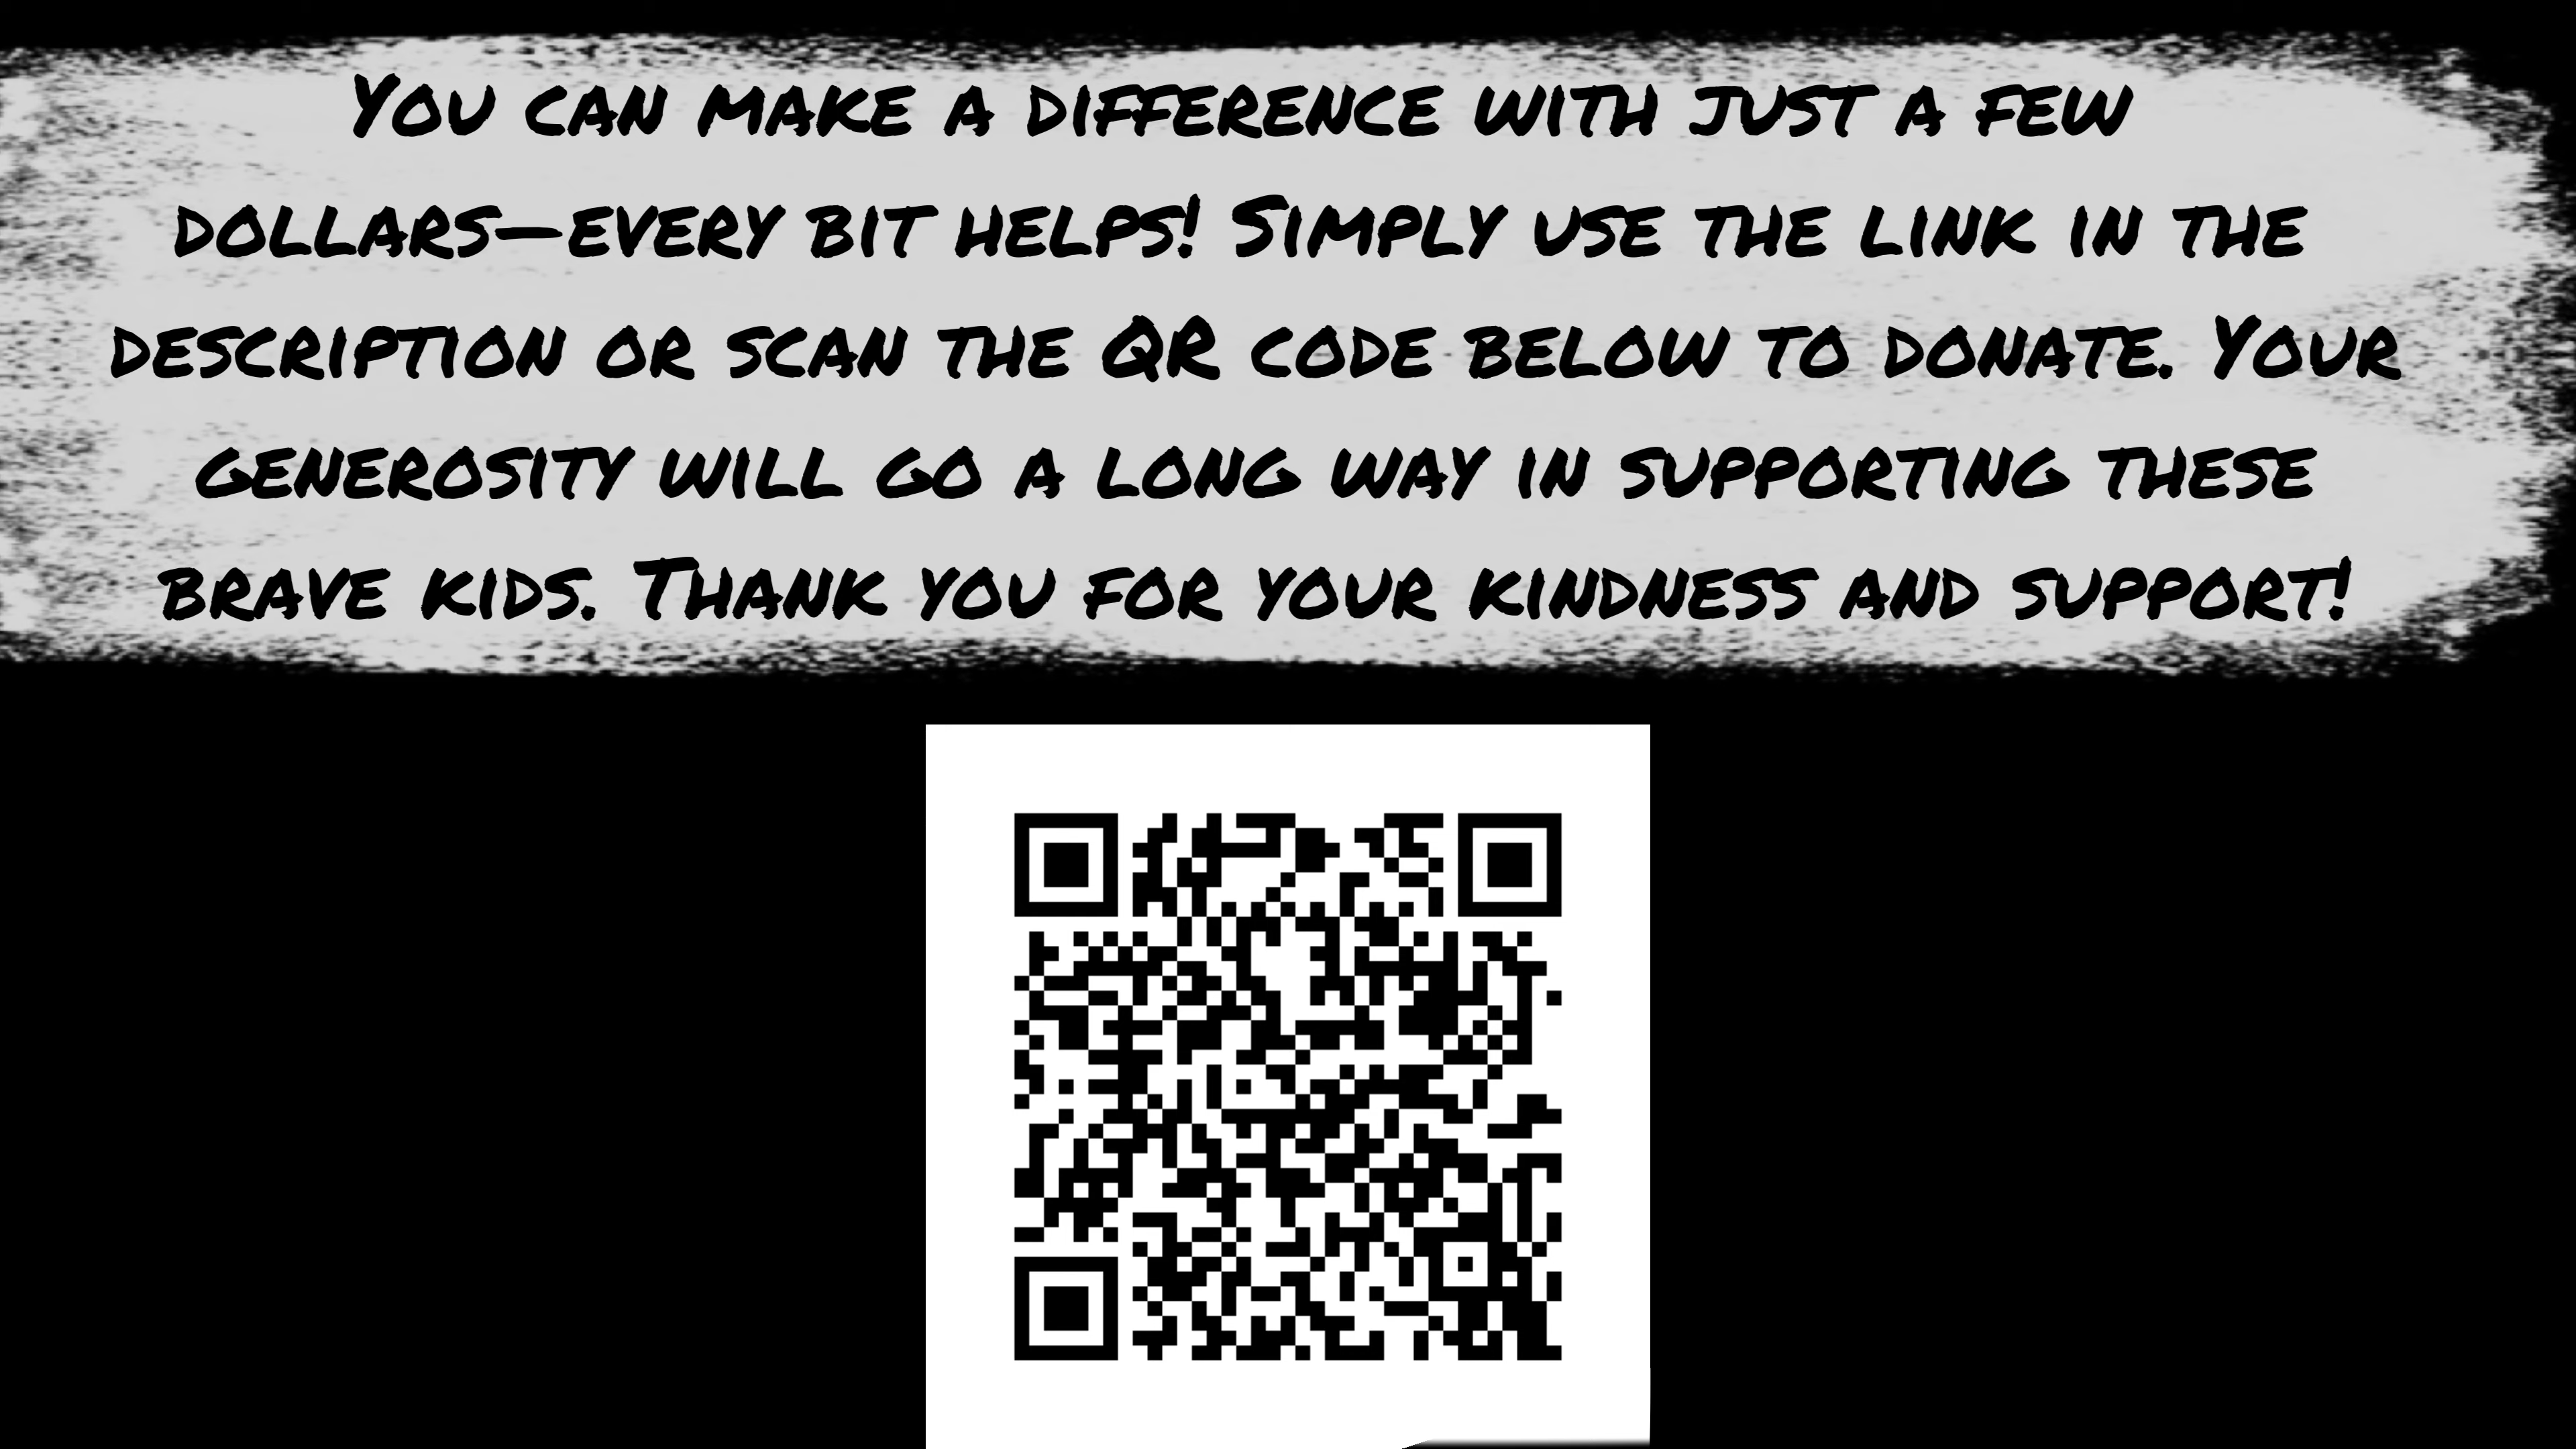 You can make a difference with just a few
dollars—every bit helps! Simply use the link in the
description or scan the QR code below to donate. Your
generosity will go a long way in supporting these
brave kids. Thank you for your kindness and support!